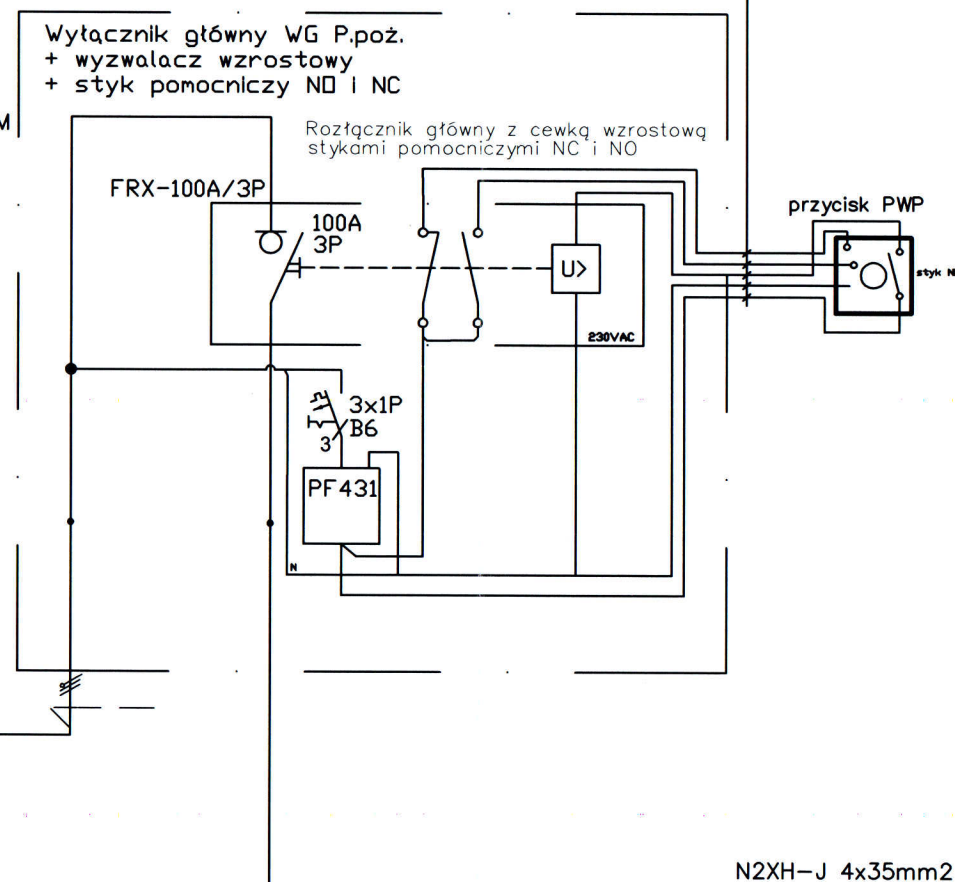 Wyłącznik główny WG P.poż.
+ wyzwalacz wzrostowy
+ styk pomocniczy NO i NC
M
Rozłącznik główny z cewką wzrostową
stykami pomocniczymi NC i NO
FRX-100A/3P
100A
3P
U>
230VAC
przycisk PWP
styk N
3x1P
B6
3
PF431
N
N2XH-J 4x35mm2